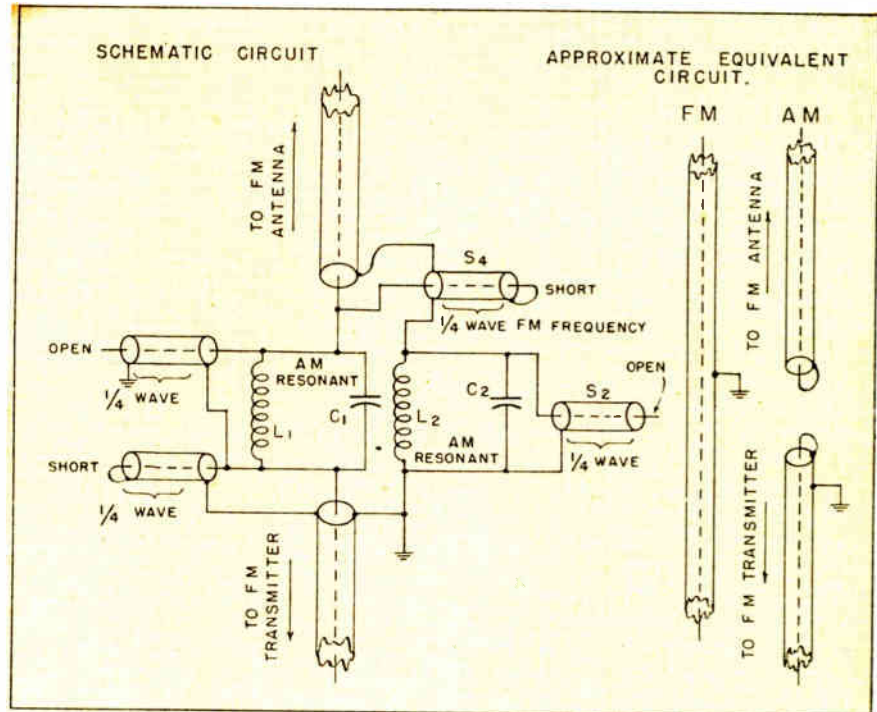 SCHEMATIC CIRCUIT
APPROXIMATE EQUIVALENT
CIRCUIT.
FM
AM
TO FM
ANTENNA
TO FM ANTENNA
S4
SHORT
1/4 WAVE FM FREQUENCY
OPEN
1/4 WAVE
AM
RESONANT
L1
C1
L2
C2
S2
OPEN
AM
RESONANT
1/4 WAVE
SHORT
1/4 WAVE
TO FM
TRANSMITTER
TO FM TRANSMITTER